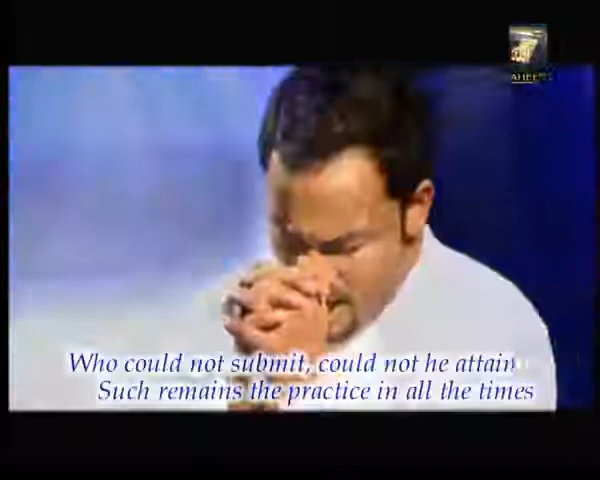 Who could not submit, could not he attain
Such remains the practice in all the times